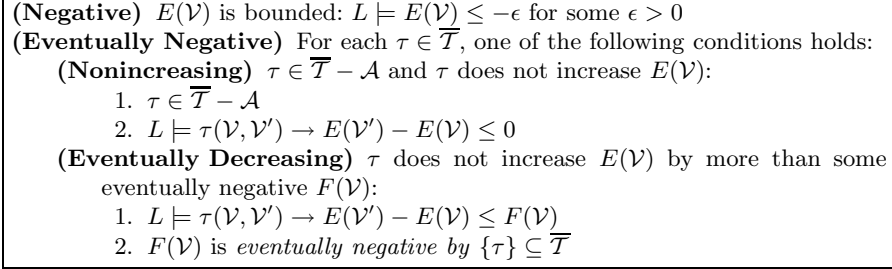 (Negative) E(𝒱) is bounded: L ⊨ E(𝒱) ≤ −ϵ for some ϵ > 0
(Eventually Negative) For each τ ∈ 𝒯̅, one of the following conditions holds:
(Nonincreasing) τ ∈ 𝒯̅ − 𝒜 and τ does not increase E(𝒱):
1. τ ∈ 𝒯̅ − 𝒜
2. L ⊨ τ(𝒱, 𝒱′) → E(𝒱′) − E(𝒱) ≤ 0
(Eventually Decreasing) τ does not increase E(𝒱) by more than some
eventually negative F(𝒱):
1. L ⊨ τ(𝒱, 𝒱′) → E(𝒱′) − E(𝒱) ≤ F(𝒱)
2. F(𝒱) is eventually negative by {τ} ⊆ 𝒯̅